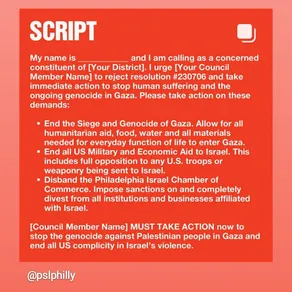 SCRIPT
My name is ____________ and I am calling as a concerned
constituent of [Your District]. I urge [Your Council
Member Name] to reject resolution #230706 and take
immediate action to stop human suffering and the
ongoing genocide in Gaza. Please take action on these
demands:
• End the Siege and Genocide of Gaza. Allow for all
humanitarian aid, food, water and all materials
needed for everyday function of life to enter Gaza.
• End all US Military and Economic Aid to Israel. This
includes full opposition to any U.S. troops or
weaponry being sent to Israel.
• Disband the Philadelphia Israel Chamber of
Commerce. Impose sanctions on and completely
divest from all institutions and businesses affiliated
with Israel.
[Council Member Name] MUST TAKE ACTION now to
stop the genocide against Palestinian people in Gaza and
end all US complicity in Israel's violence.
@pslphilly